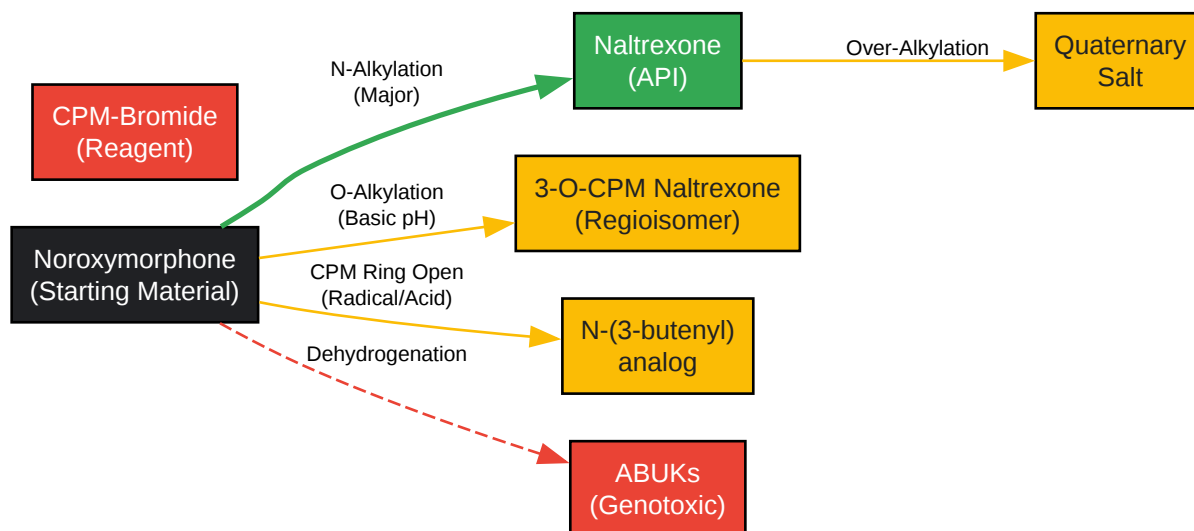 CPM-Bromide
(Reagent)
Noroxymorphone
(Starting Material)
N-Alkylation
(Major)
O-Alkylation
(Basic pH)
CPM Ring Open
(Radical/Acid)
Dehydrogenation
Naltrexone
(API)
Over-Alkylation
Quaternary
Salt
3-O-CPM Naltrexone
(Regioisomer)
N-(3-butenyl)
analog
ABUKs
(Genotoxic)